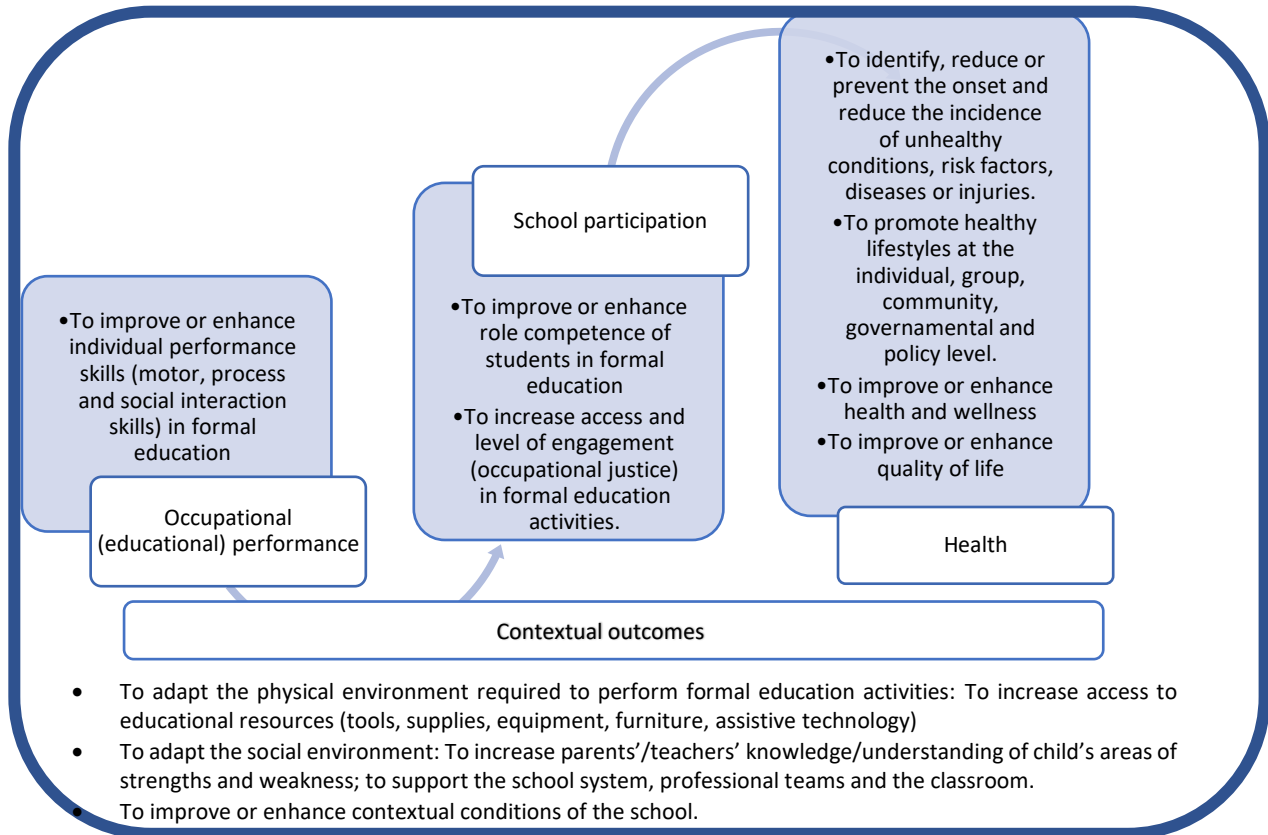 •To improve or enhance
individual performance
skills (motor, process
and social interaction
skills) in formal
education
Occupational
(educational) performance
School participation
•To improve or enhance
role competence of
students in formal
education
•To increase access and
level of engagement
(occupational justice)
in formal education
activities.
•To identify, reduce or
prevent the onset and
reduce the incidence
of unhealthy
conditions, risk factors,
diseases or injuries.
•To promote healthy
lifestyles at the
individual, group,
community,
governamental and
policy level.
•To improve or enhance
health and wellness
•To improve or enhance
quality of life
Health
Contextual outcomes
• To adapt the physical environment required to perform formal education activities: To increase access to
educational resources (tools, supplies, equipment, furniture, assistive technology)
• To adapt the social environment: To increase parents’/teachers’ knowledge/understanding of child’s areas of
strengths and weakness; to support the school system, professional teams and the classroom.
• To improve or enhance contextual conditions of the school.